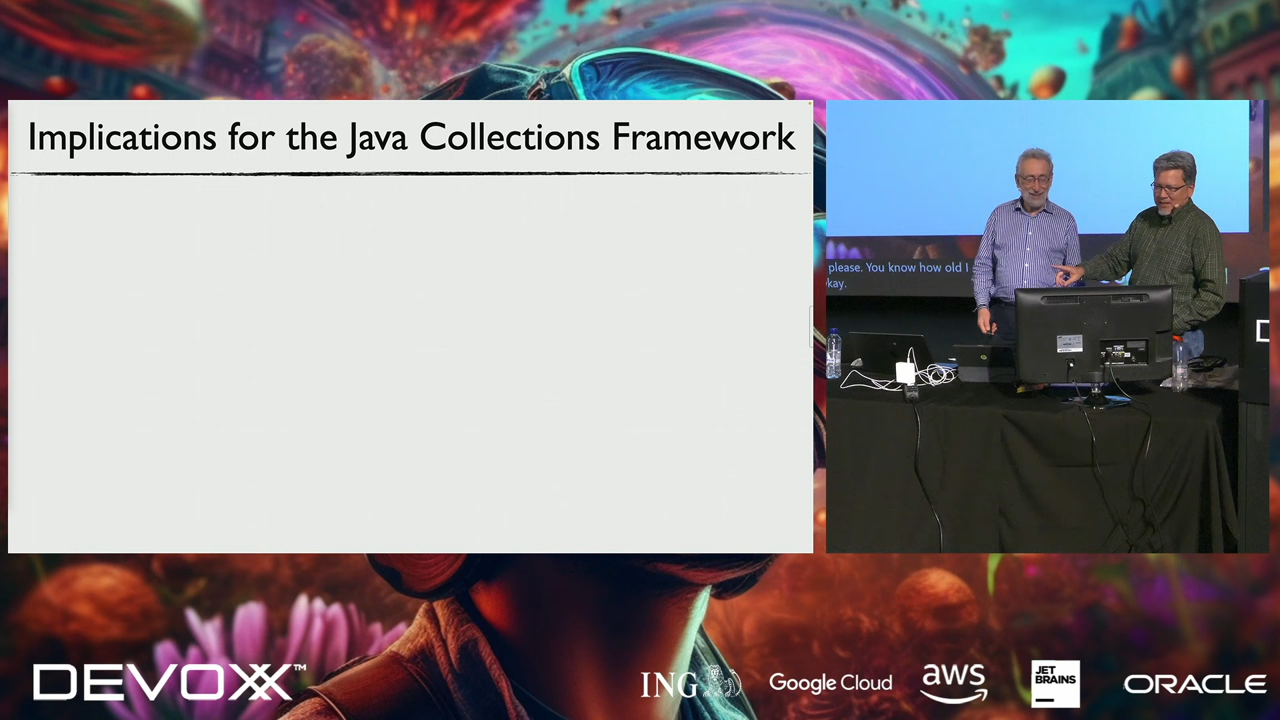 Implications for the Java Collections Framework
please. You know how old I
kay.
DEVOXX™
ING
Google Cloud
aws
JET
BRAINS
ORACLE